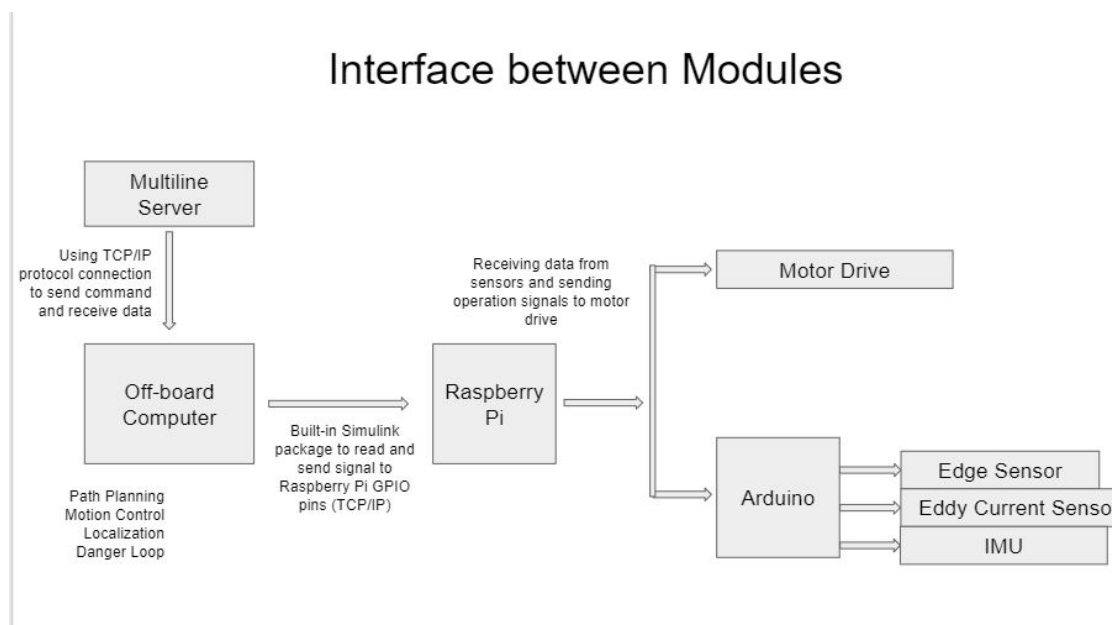 Interface between Modules
Multiline
Server
Using TCP/IP
protocol connection
to send command
and receive data
Off-board
Computer
Path Planning
Motion Control
Localization
Danger Loop
Built-in Simulink
package to read and
send signal to
Raspberry Pi GPIO
pins (TCP/IP)
Raspberry
Pi
Receiving data from
sensors and sending
operation signals to motor
drive
Motor Drive
Arduino
Edge Sensor
Eddy Current Sensor
IMU